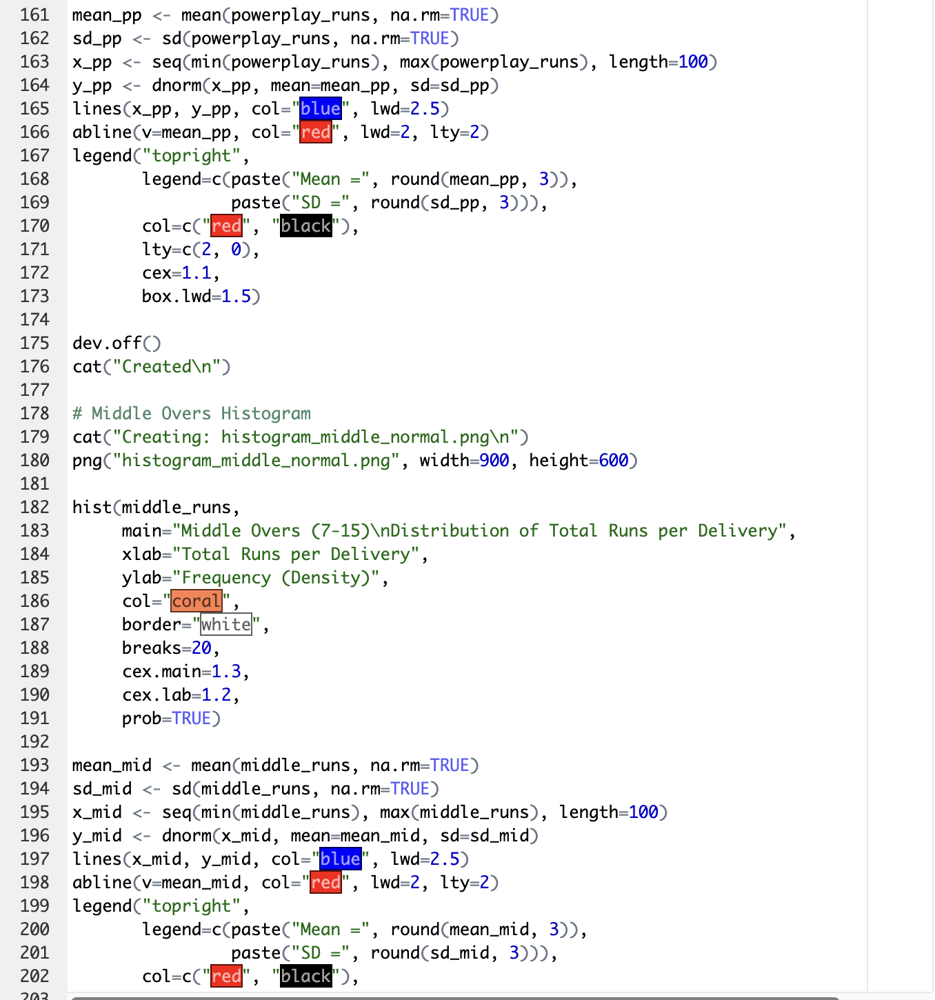 161 mean_pp <- mean(powerplay_runs, na.rm=TRUE)
162 sd_pp <- sd(powerplay_runs, na.rm=TRUE)
163 x_pp <- seq(min(powerplay_runs), max(powerplay_runs), length=100)
164 y_pp <- dnorm(x_pp, mean=mean_pp, sd=sd_pp)
165 lines(x_pp, y_pp, col="blue", lwd=2.5)
166 abline(v=mean_pp, col="red", lwd=2, lty=2)
167 legend("topright",
168        legend=c(paste("Mean =", round(mean_pp, 3)),
169                 paste("SD =", round(sd_pp, 3))),
170        col=c("red", "black"),
171        lty=c(2, 0),
172        cex=1.1,
173        box.lwd=1.5)
174
175 dev.off()
176 cat("Created\n")
177
178 # Middle Overs Histogram
179 cat("Creating: histogram_middle_normal.png\n")
180 png("histogram_middle_normal.png", width=900, height=600)
181
182 hist(middle_runs,
183      main="Middle Overs (7-15)\nDistribution of Total Runs per Delivery",
184      xlab="Total Runs per Delivery",
185      ylab="Frequency (Density)",
186      col="coral",
187      border="white",
188      breaks=20,
189      cex.main=1.3,
190      cex.lab=1.2,
191      prob=TRUE)
192
193 mean_mid <- mean(middle_runs, na.rm=TRUE)
194 sd_mid <- sd(middle_runs, na.rm=TRUE)
195 x_mid <- seq(min(middle_runs), max(middle_runs), length=100)
196 y_mid <- dnorm(x_mid, mean=mean_mid, sd=sd_mid)
197 lines(x_mid, y_mid, col="blue", lwd=2.5)
198 abline(v=mean_mid, col="red", lwd=2, lty=2)
199 legend("topright",
200        legend=c(paste("Mean =", round(mean_mid, 3)),
201                 paste("SD =", round(sd_mid, 3))),
202        col=c("red", "black"),
203